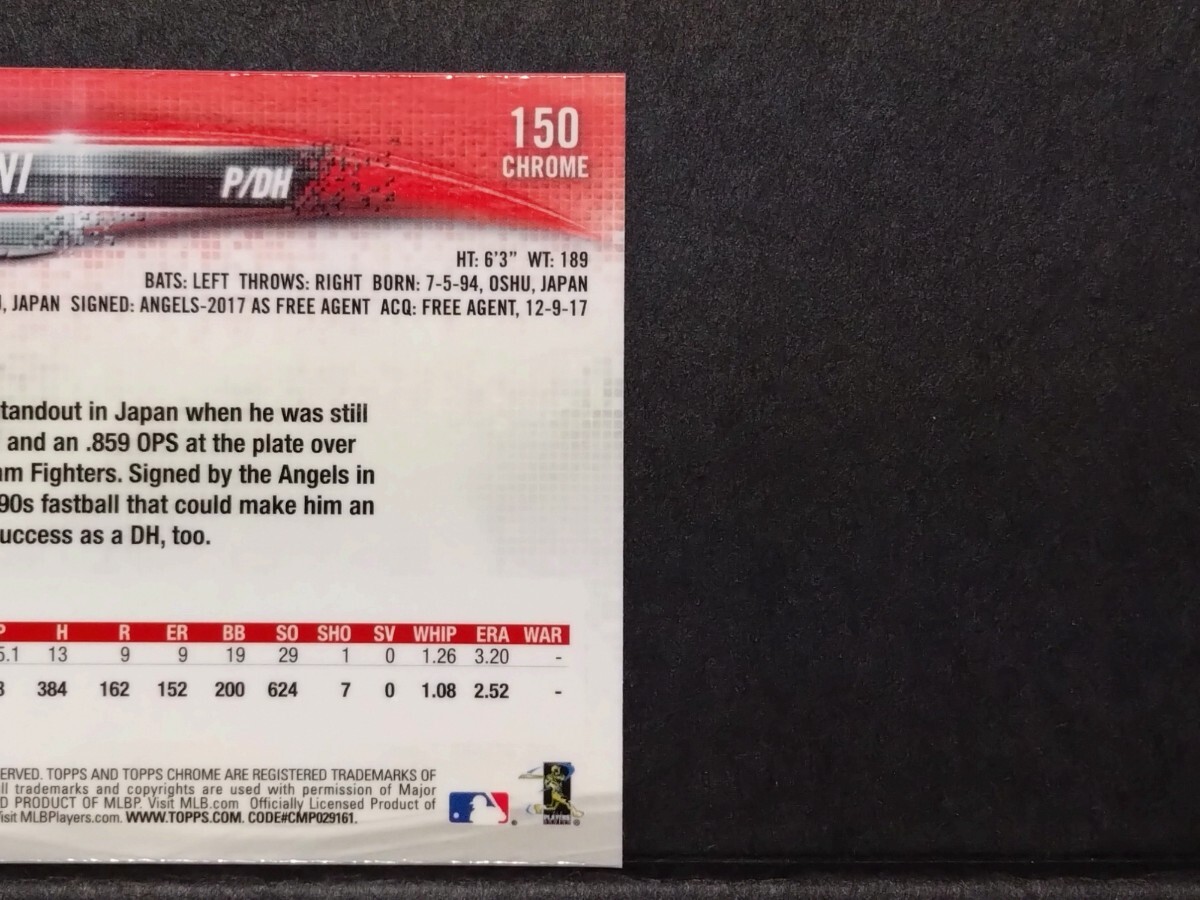 150
CHROME
P/DH
HT: 6'3" WT: 189
BATS: LEFT THROWS: RIGHT BORN: 7-5-94, OSHU, JAPAN
, JAPAN SIGNED: ANGELS-2017 AS FREE AGENT ACQ: FREE AGENT, 12-9-17
tandout in Japan when he was still
and an .859 OPS at the plate over
am Fighters. Signed by the Angels in
90s fastball that could make him an
uccess as a DH, too.
P H R ER BB SO SHO SV WHIP ERA WAR
5.1 13 9 9 19 29 1 0 1.26 3.20 -
3 384 162 152 200 624 7 0 1.08 2.52 -
ERVED. TOPPS AND TOPPS CHROME ARE REGISTERED TRADEMARKS OF
ll trademarks and copyrights are used with permission of Major
D PRODUCT OF MLBP. Visit MLB.com Officially Licensed Product of
isit MLBPlayers.com. WWW.TOPPS.COM. CODE#CMP029161.